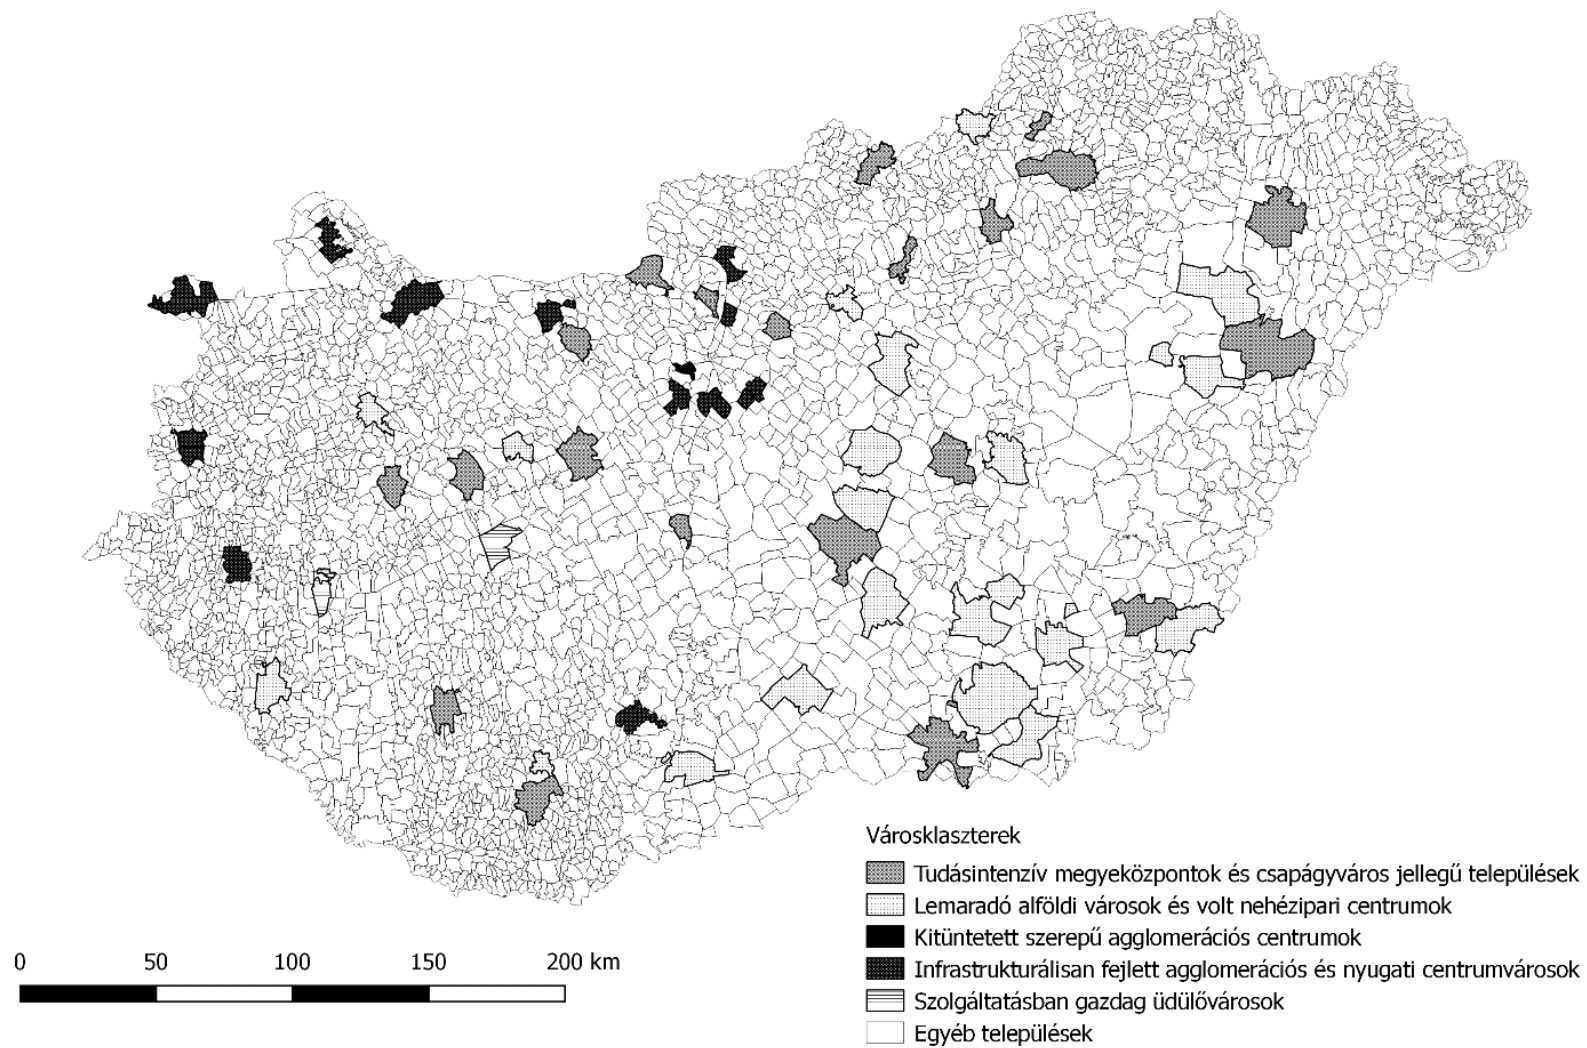 Városklaszterek
Tudásintenzív megyeközpontok és csapágyváros jellegű települések
Lemaradó alföldi városok és volt nehézipari centrumok
Kitüntetett szerepű agglomerációs centrumok
Infrastrukturálisan fejlett agglomerációs és nyugati centrumvárosok
Szolgáltatásban gazdag üdülővárosok
Egyéb települések
0 50 100 150 200 km